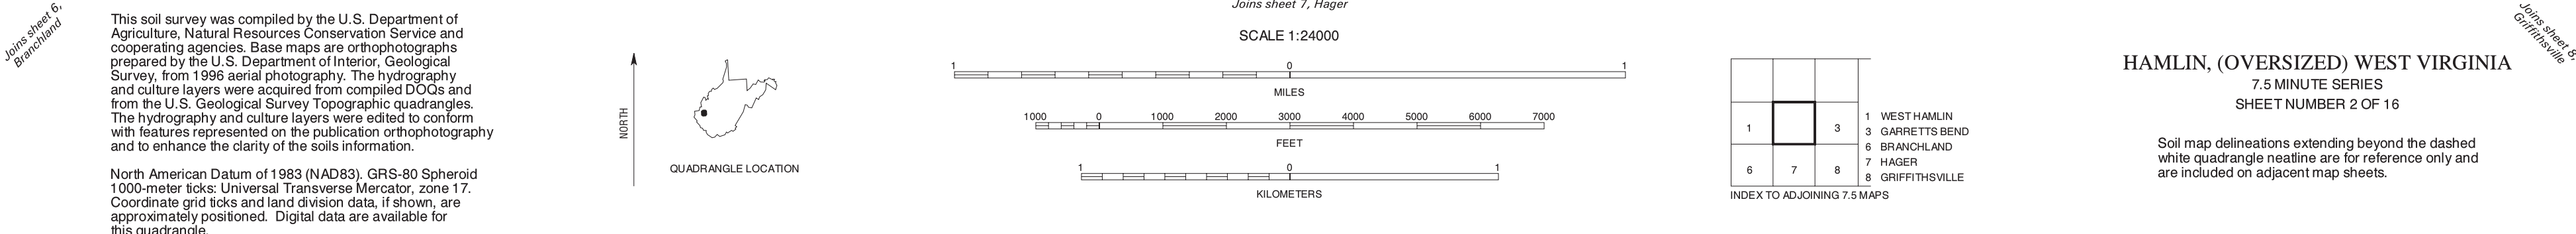 Joins sheet 6,
Branchland
This soil survey was compiled by the U.S. Department of
Agriculture, Natural Resources Conservation Service and
cooperating agencies. Base maps are orthophotographs
prepared by the U.S. Department of Interior, Geological
Survey, from 1996 aerial photography. The hydrography
and culture layers were acquired from compiled DOQs and
from the U.S. Geological Survey Topographic quadrangles.
The hydrography and culture layers were edited to conform
with features represented on the publication orthophotography
and to enhance the clarity of the soils information.
North American Datum of 1983 (NAD83). GRS-80 Spheroid
1000-meter ticks: Universal Transverse Mercator, zone 17.
Coordinate grid ticks and land division data, if shown, are
approximately positioned. Digital data are available for
this quadrangle.
NORTH
QUADRANGLE LOCATION
Joins sheet 7, Hager
SCALE 1:24000
1 0 1
MILES
1000 0 1000 2000 3000 4000 5000 6000 7000
FEET
1 0 1
KILOMETERS
1 3
6 7 8
1 WEST HAMLIN
3 GARRETTS BEND
6 BRANCHLAND
7 HAGER
8 GRIFFITHSVILLE
INDEX TO ADJOINING 7.5 MAPS
HAMLIN, (OVERSIZED) WEST VIRGINIA
7.5 MINUTE SERIES
SHEET NUMBER 2 OF 16
Soil map delineations extending beyond the dashed
white quadrangle neatline are for reference only and
are included on adjacent map sheets.
Joins sheet 8,
Griffithsville